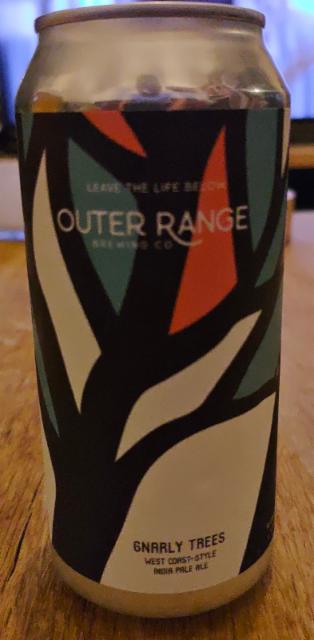 LEAVE THE LIFE BELOW
OUTER RANGE
BREWING CO
GNARLY TREES
WEST COAST-STYLE
INDIA PALE ALE